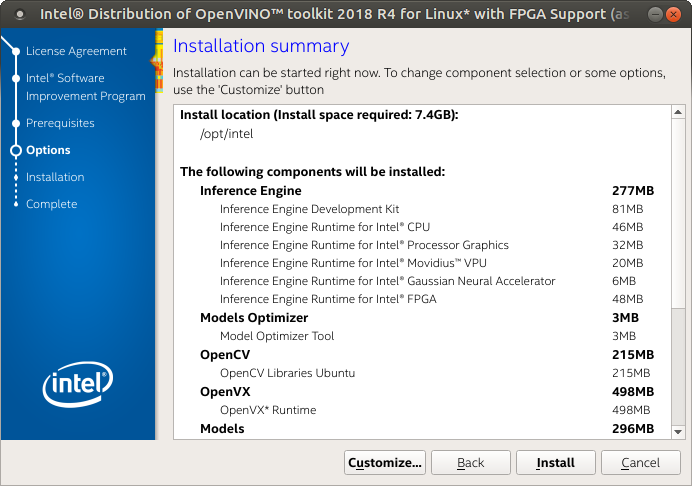 Intel® Distribution of OpenVINO™ toolkit 2018 R4 for Linux* with FPGA Support (as
License Agreement
Intel® Software
Improvement Program
Prerequisites
Options
Installation
Complete
intel®
Installation summary
Installation can be started right now. To change component selection or some options,
use the 'Customize' button
Install location (Install space required: 7.4GB):
/opt/intel
The following components will be installed:
Inference Engine 277MB
Inference Engine Development Kit 81MB
Inference Engine Runtime for Intel® CPU 46MB
Inference Engine Runtime for Intel® Processor Graphics 32MB
Inference Engine Runtime for Intel® Movidius™ VPU 20MB
Inference Engine Runtime for Intel® Gaussian Neural Accelerator 6MB
Inference Engine Runtime for Intel® FPGA 48MB
Models Optimizer 3MB
Model Optimizer Tool 3MB
OpenCV 215MB
OpenCV Libraries Ubuntu 215MB
OpenVX 498MB
OpenVX* Runtime 498MB
Models 296MB
Customize... Back Install Cancel